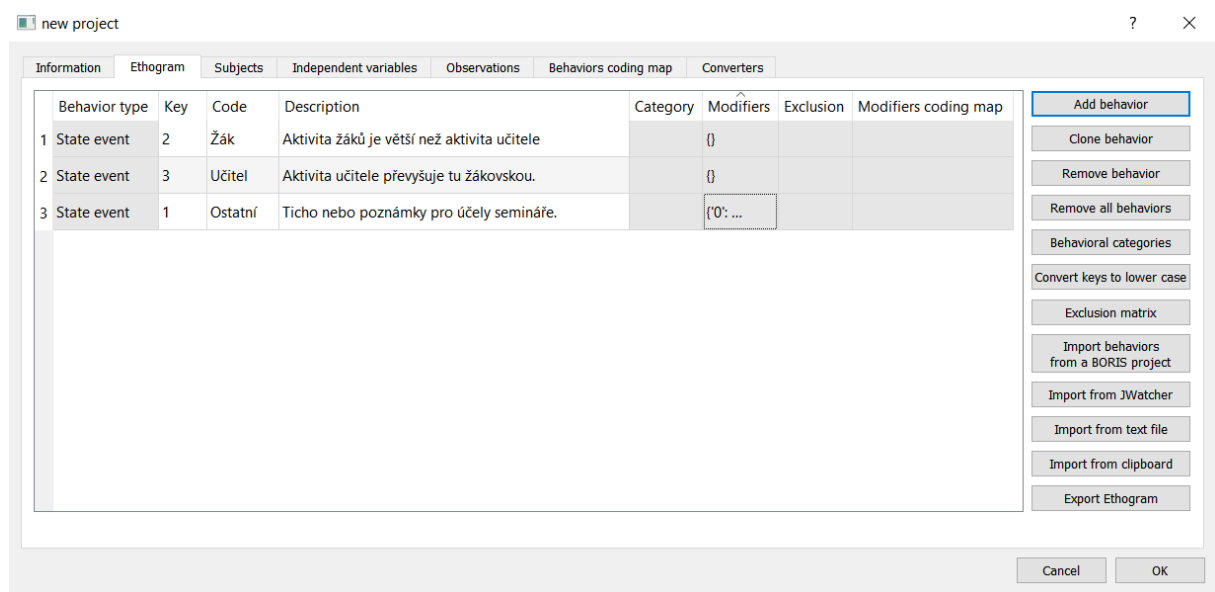 new project ?
Information Ethogram Subjects Independent variables Observations Behaviors coding map Converters
Behavior type Key Code Description Category Modifiers Exclusion Modifiers coding map
1 State event 2 Žák Aktivita žáků je větší než aktivita učitele {}
2 State event 3 Učitel Aktivita učitele převyšuje tu žákovskou. {}
3 State event 1 Ostatní Ticho nebo poznámky pro účely semináře. {'0': ...
Add behavior
Clone behavior
Remove behavior
Remove all behaviors
Behavioral categories
Convert keys to lower case
Exclusion matrix
Import behaviors
from a BORIS project
Import from JWatcher
Import from text file
Import from clipboard
Export Ethogram
Cancel OK